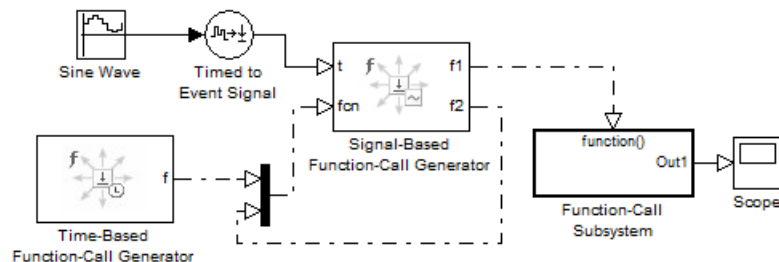 Sine Wave
Timed to
Event Signal
t
fcn
f
f1
f2
Signal-Based
Function-Call Generator
f
f
Time-Based
Function-Call Generator
function()
Out1
Function-Call
Subsystem
Scope